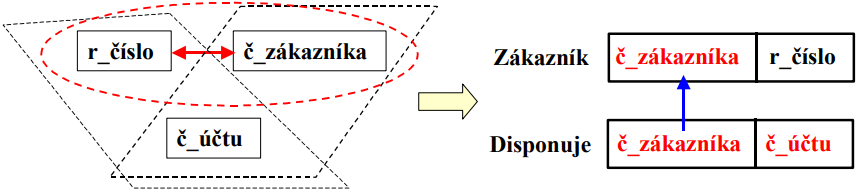 r_číslo č_zákazníka
č_účtu
Zákazník č_zákazníka r_číslo
Disponuje č_zákazníka č_účtu